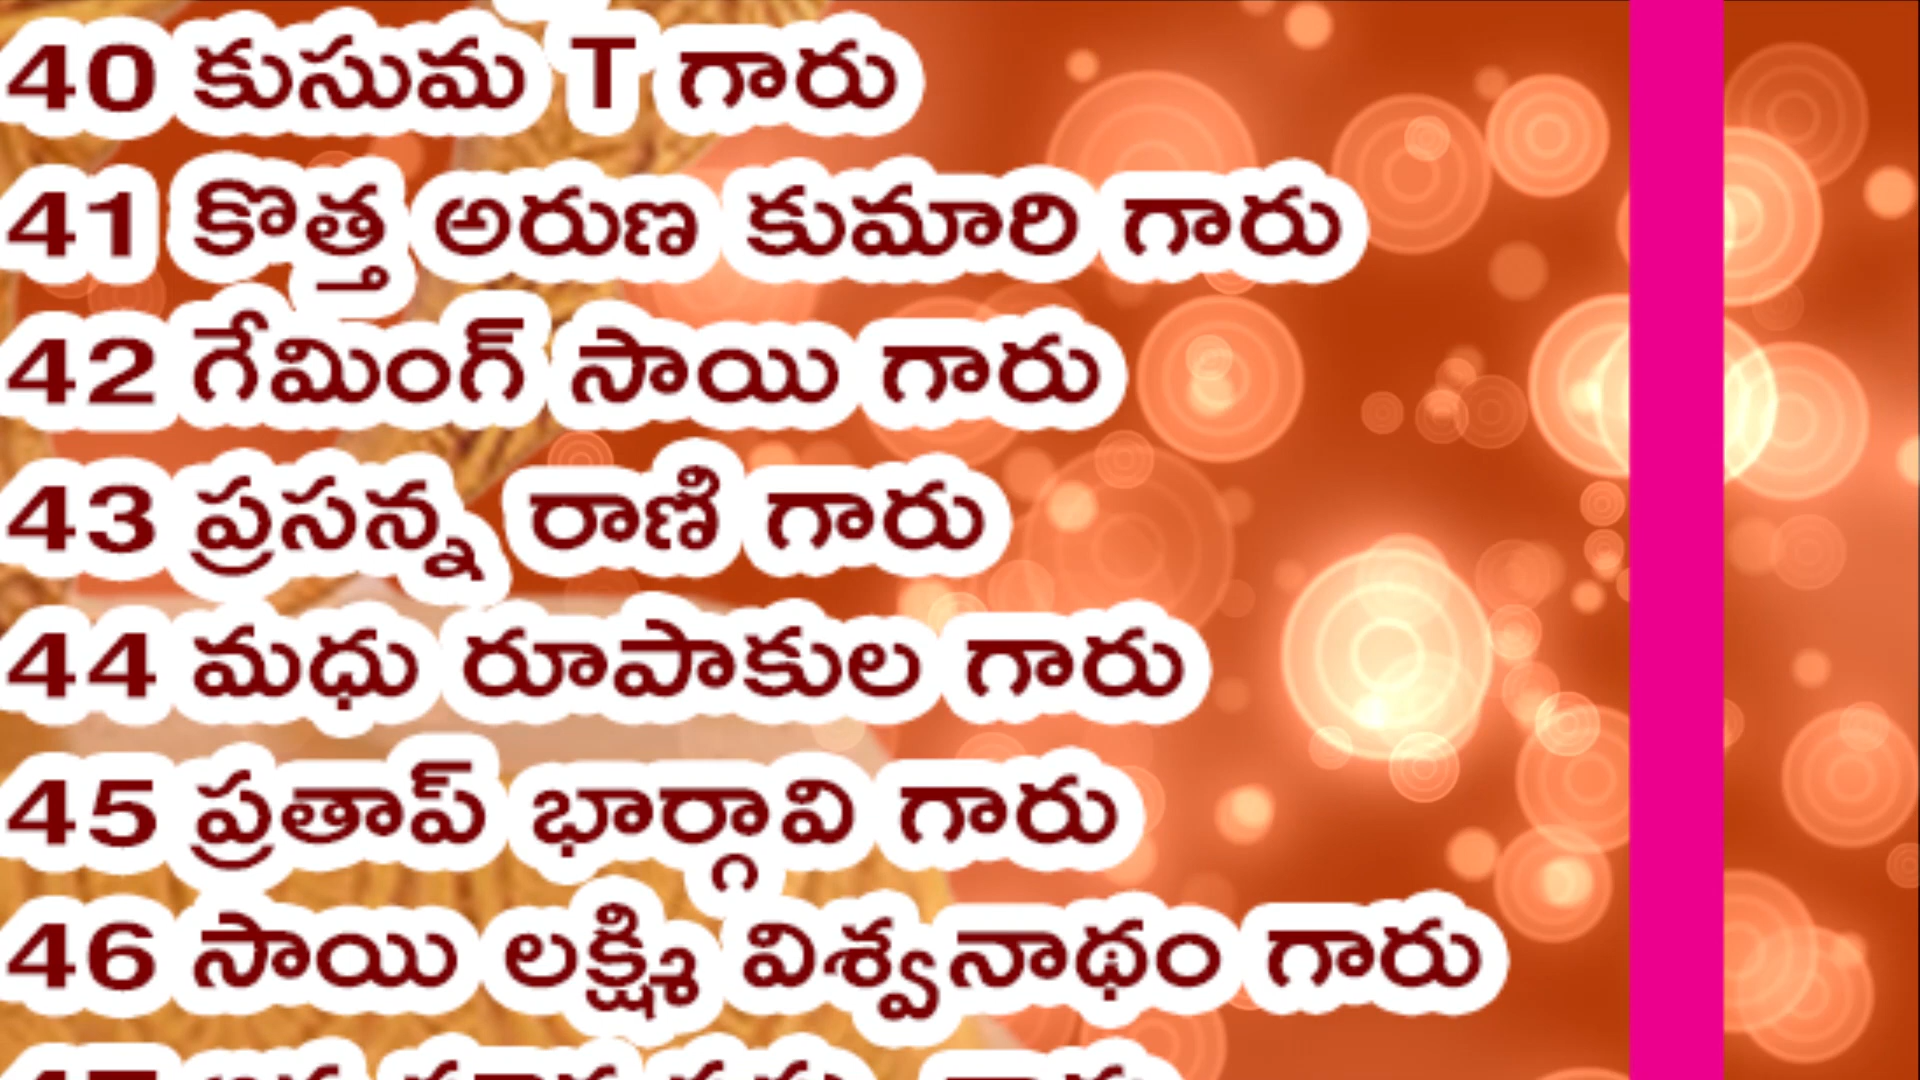 40 కుసుమ T గారు
41 కొత్త అరుణ కుమారి గారు
42 గేమింగ్ సాయి గారు
43 ప్రసన్న రాణి గారు
44 మధు రూపాకుల గారు
45 ప్రతాప్ భార్గావి గారు
46 సాయి లక్ష్మి విశ్వనాథం గారు